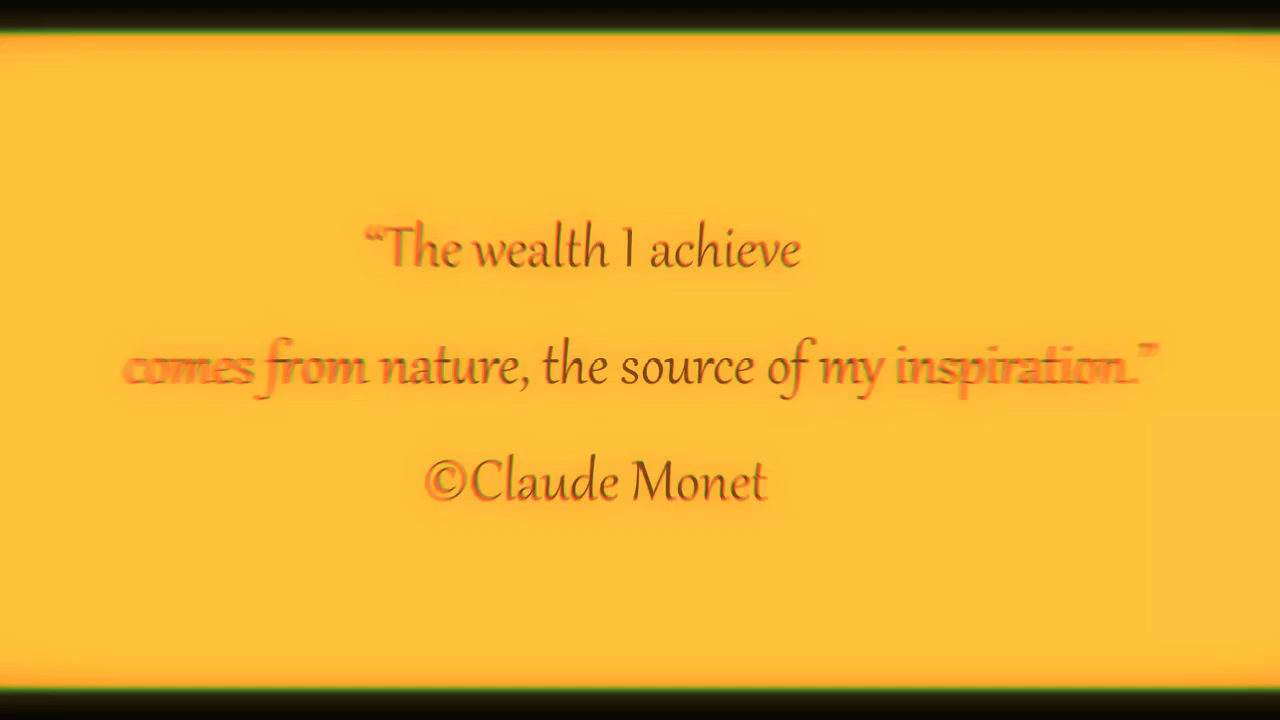 “The wealth I achieve
comes from nature, the source of my inspiration.”
©Claude Monet